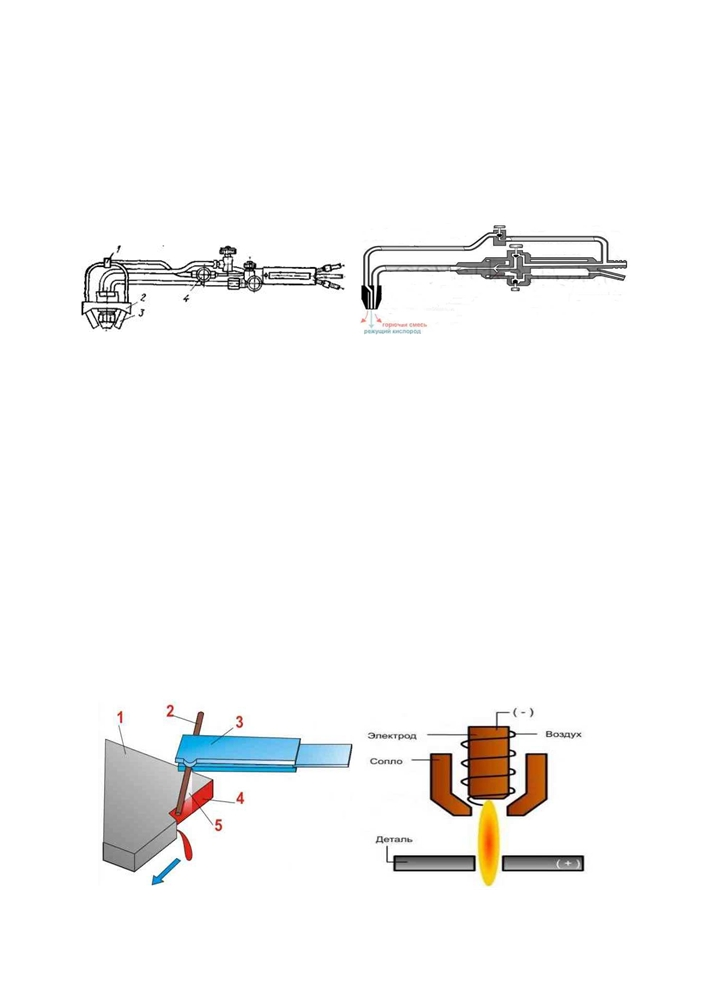 1
2
3
4
горючая смесь
режущий кислород
1
2
3
4
5
(-)
Электрод
Воздух
Сопло
Деталь
(+)